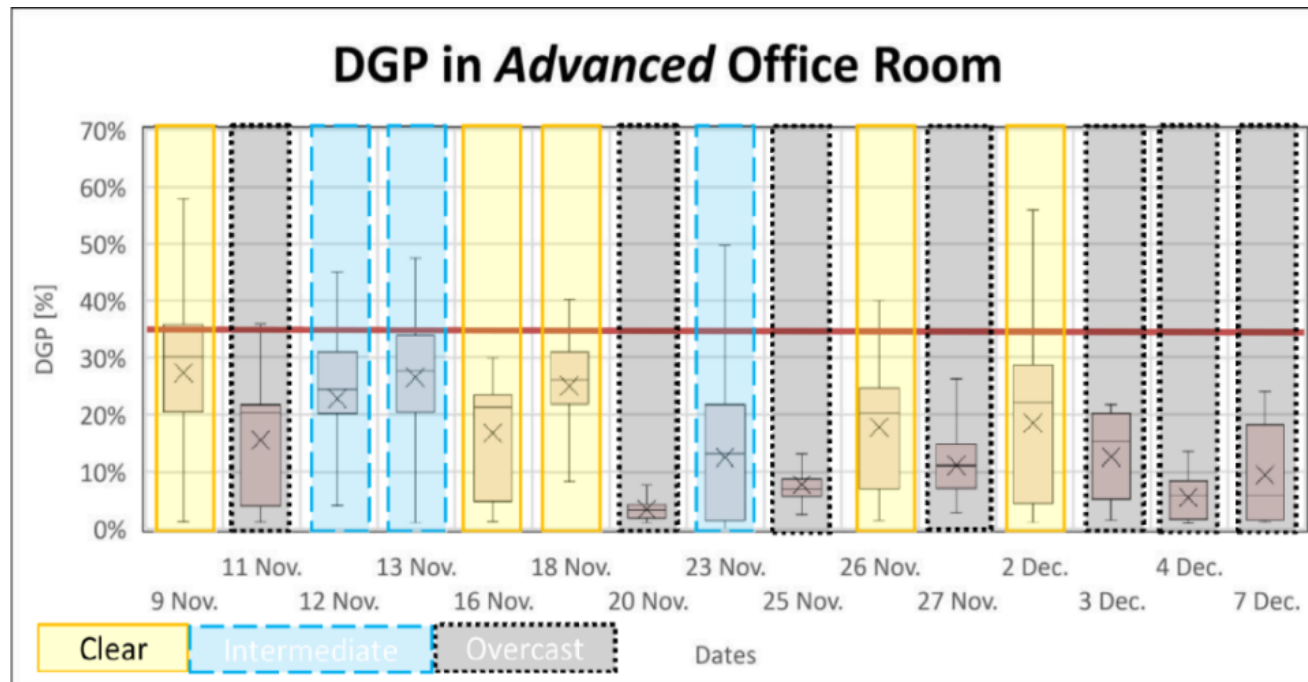 DGP in Advanced Office Room
70%
60%
50%
40%
30%
20%
10%
0%
DGP [%]
11 Nov. 13 Nov. 18 Nov. 23 Nov. 26 Nov. 2 Dec. 4 Dec.
9 Nov. 12 Nov. 16 Nov. 20 Nov. 25 Nov. 27 Nov. 3 Dec. 7 Dec.
Clear Intermediate Overcast Dates